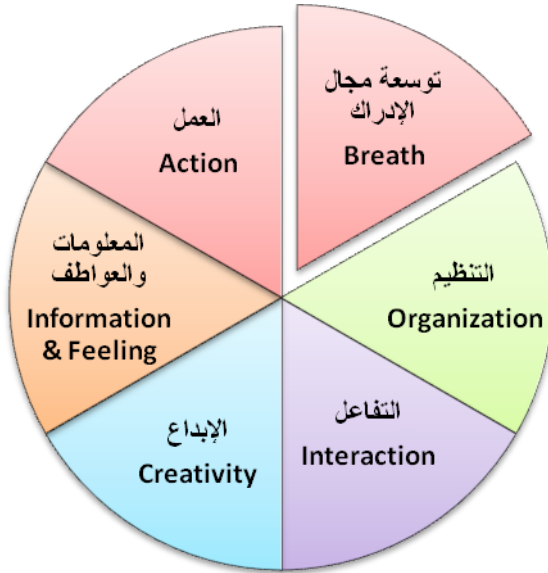 توسعة مجال
الإدراك
Breath
التنظيم
Organization
التفاعل
Interaction
الإبداع
Creativity
المعلومات
والعواطف
Information
& Feeling
العمل
Action